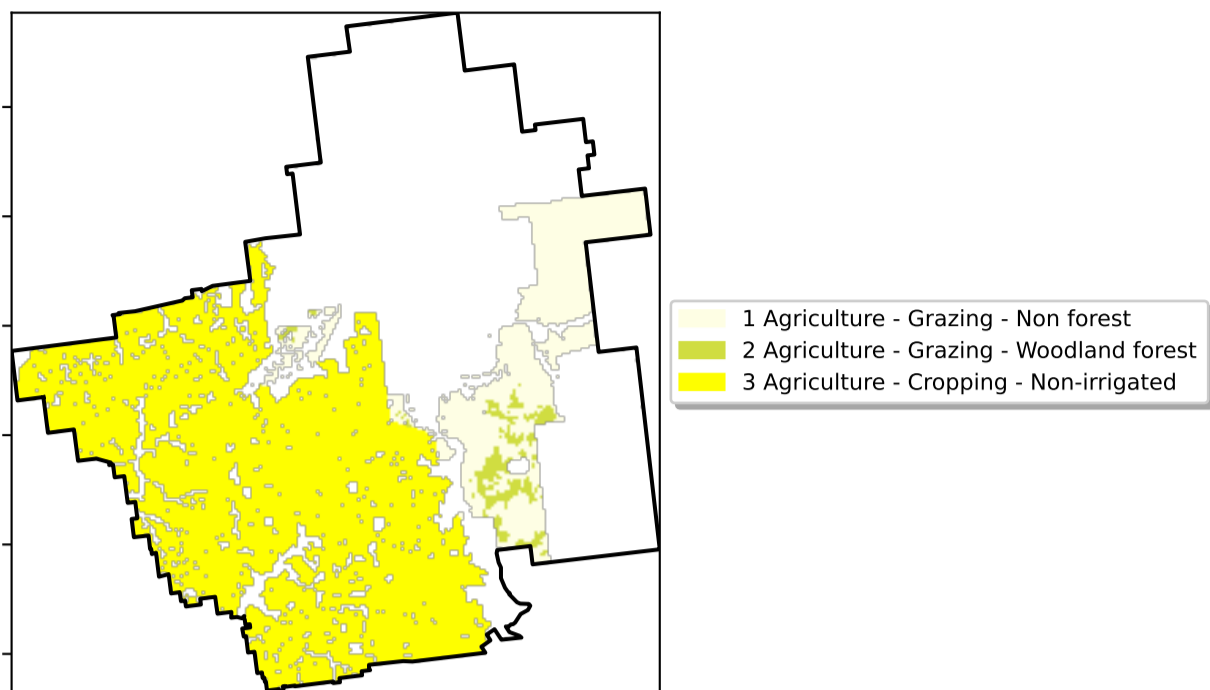 1 Agriculture - Grazing - Non forest
2 Agriculture - Grazing - Woodland forest
3 Agriculture - Cropping - Non-irrigated